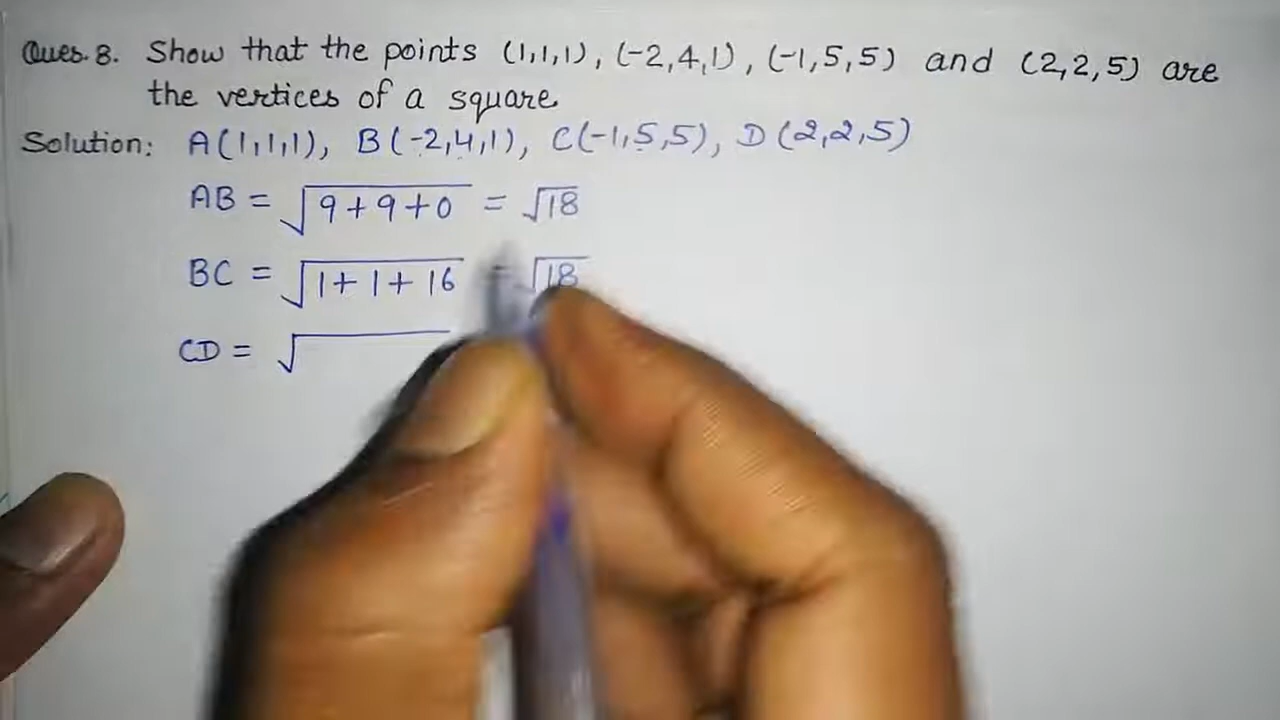 Ques. 8. Show that the points (1,1,1), (-2,4,1), (-1,5,5) and (2,2,5) are
the vertices of a square.
Solution: A(1,1,1), B(-2,4,1), C(-1,5,5), D(2,2,5)
AB = √9+9+0 = √18
BC = √1+1+16 = √18
CD = √